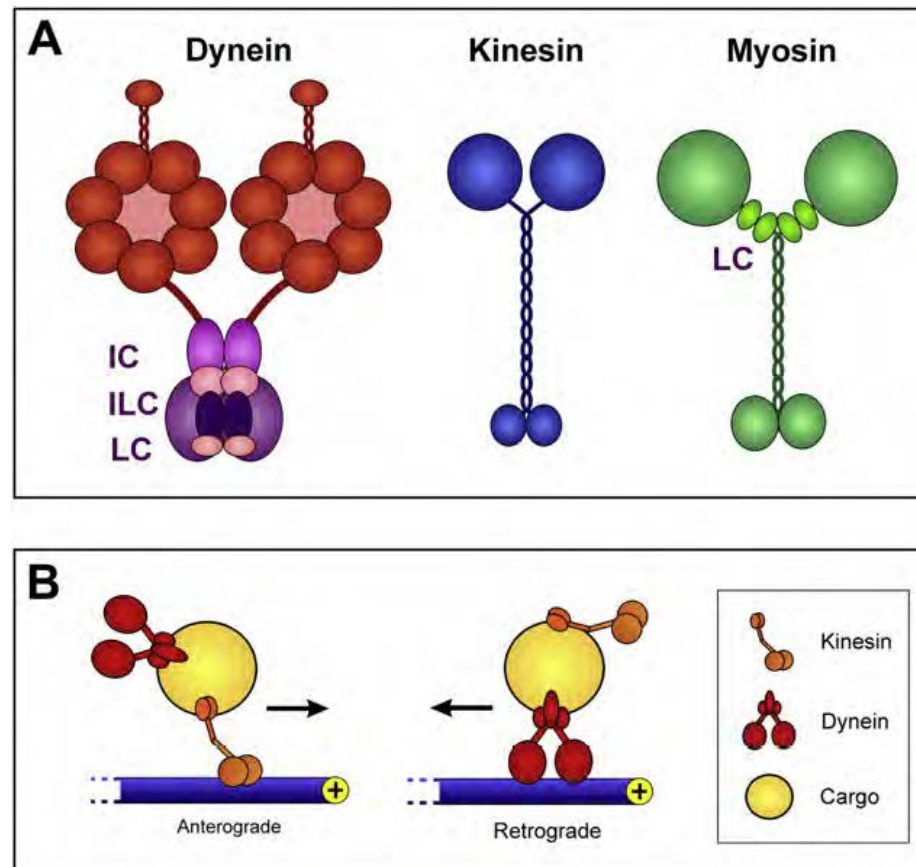 A
Dynein
Kinesin
Myosin
IC
ILC
LC
LC
B
+
Anterograde
+
Retrograde
Kinesin
Dynein
Cargo